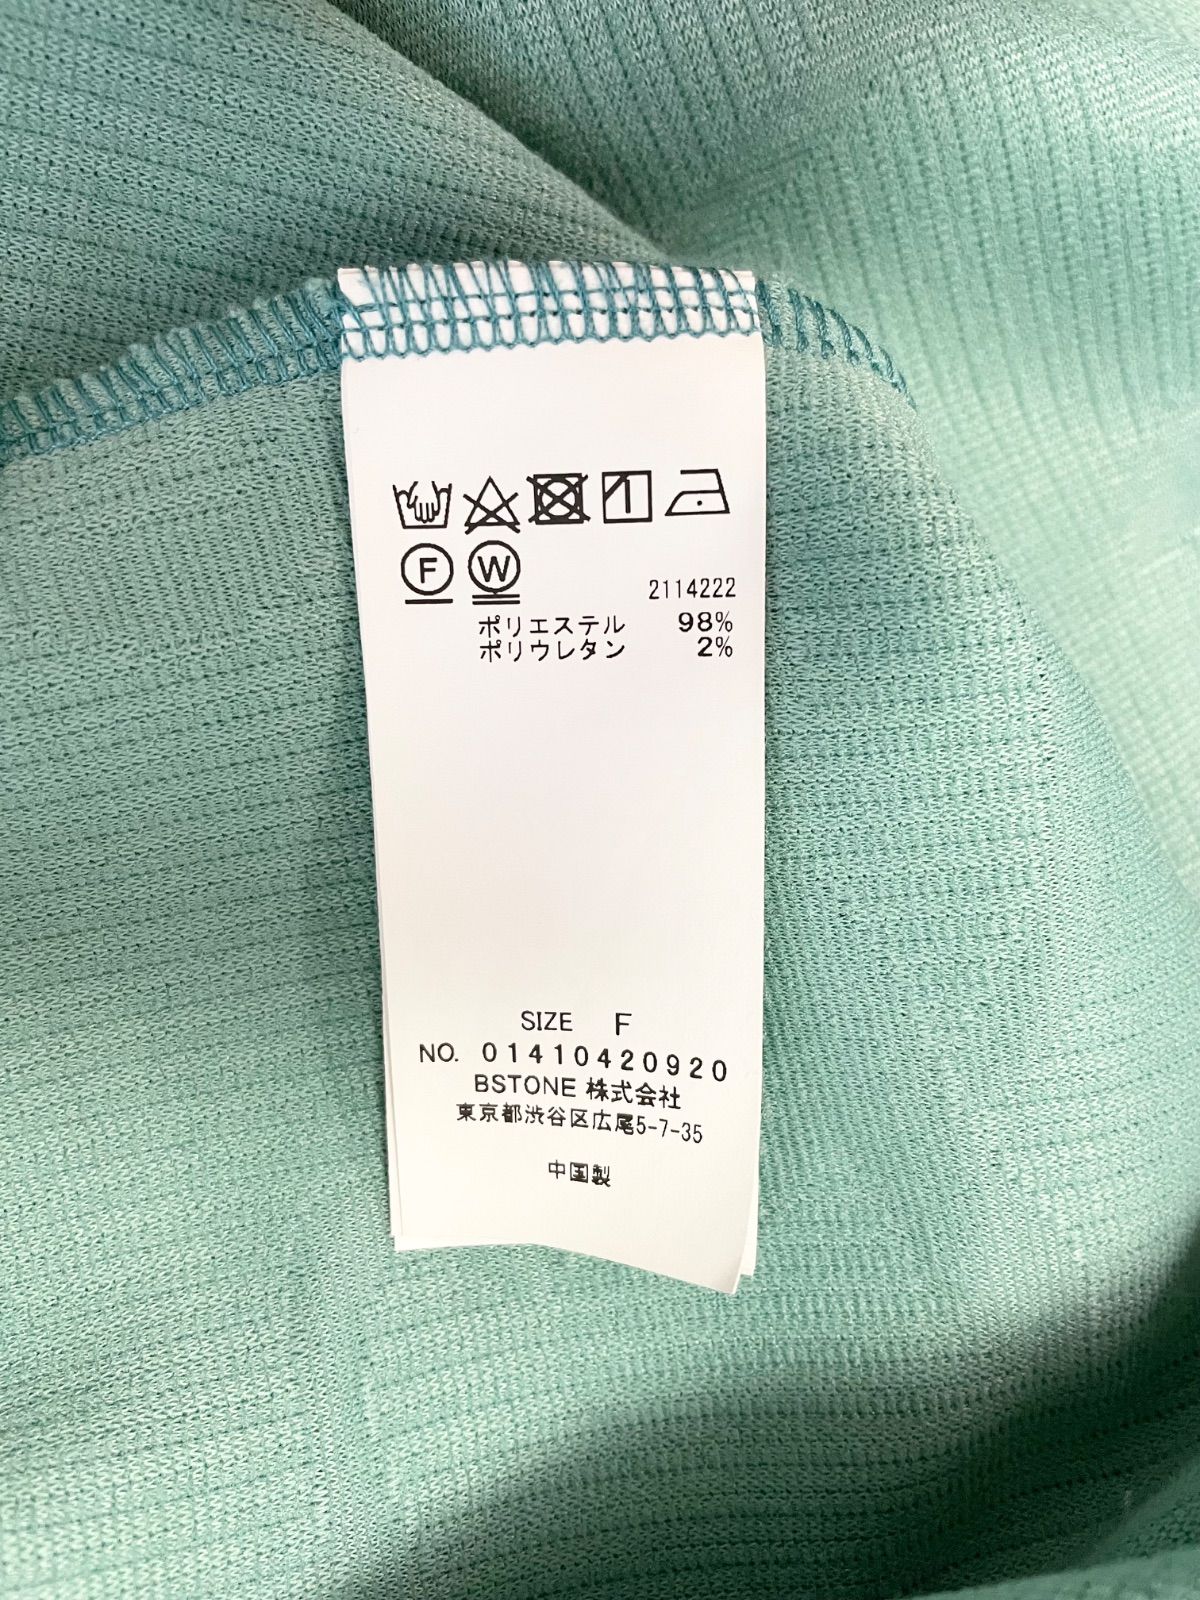 F W
2114222
ポリエステル 98%
ポリウレタン 2%
SIZE F
NO. 01410420920
BSTONE 株式会社
東京都渋谷区広尾5-7-35
中国製